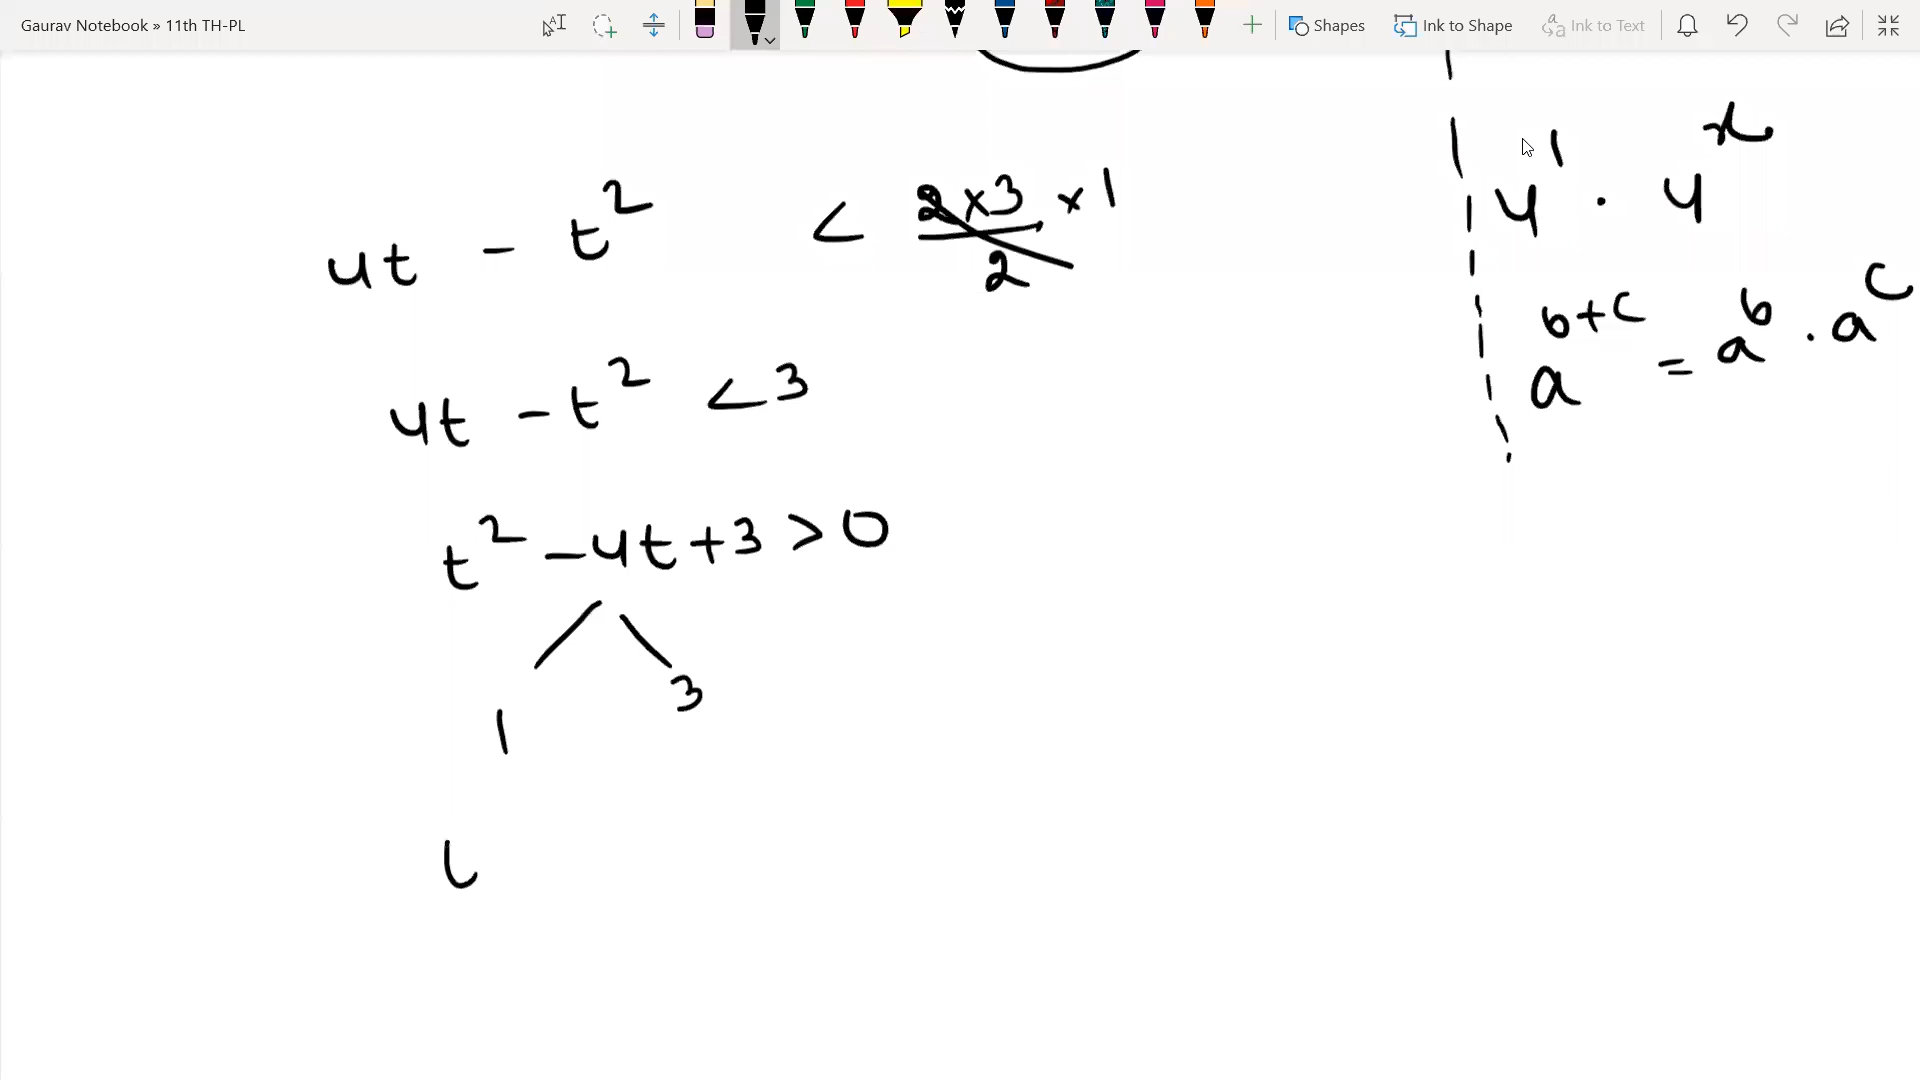 Gaurav Notebook » 11th TH-PL
Shapes
Ink to Shape
Ink to Text
4t - t² < 2×3/2 × 1
4t - t² < 3
t² - 4t + 3 > 0
1 3
4¹ · 4ˣ
a^(b+c) = a^b · a^c